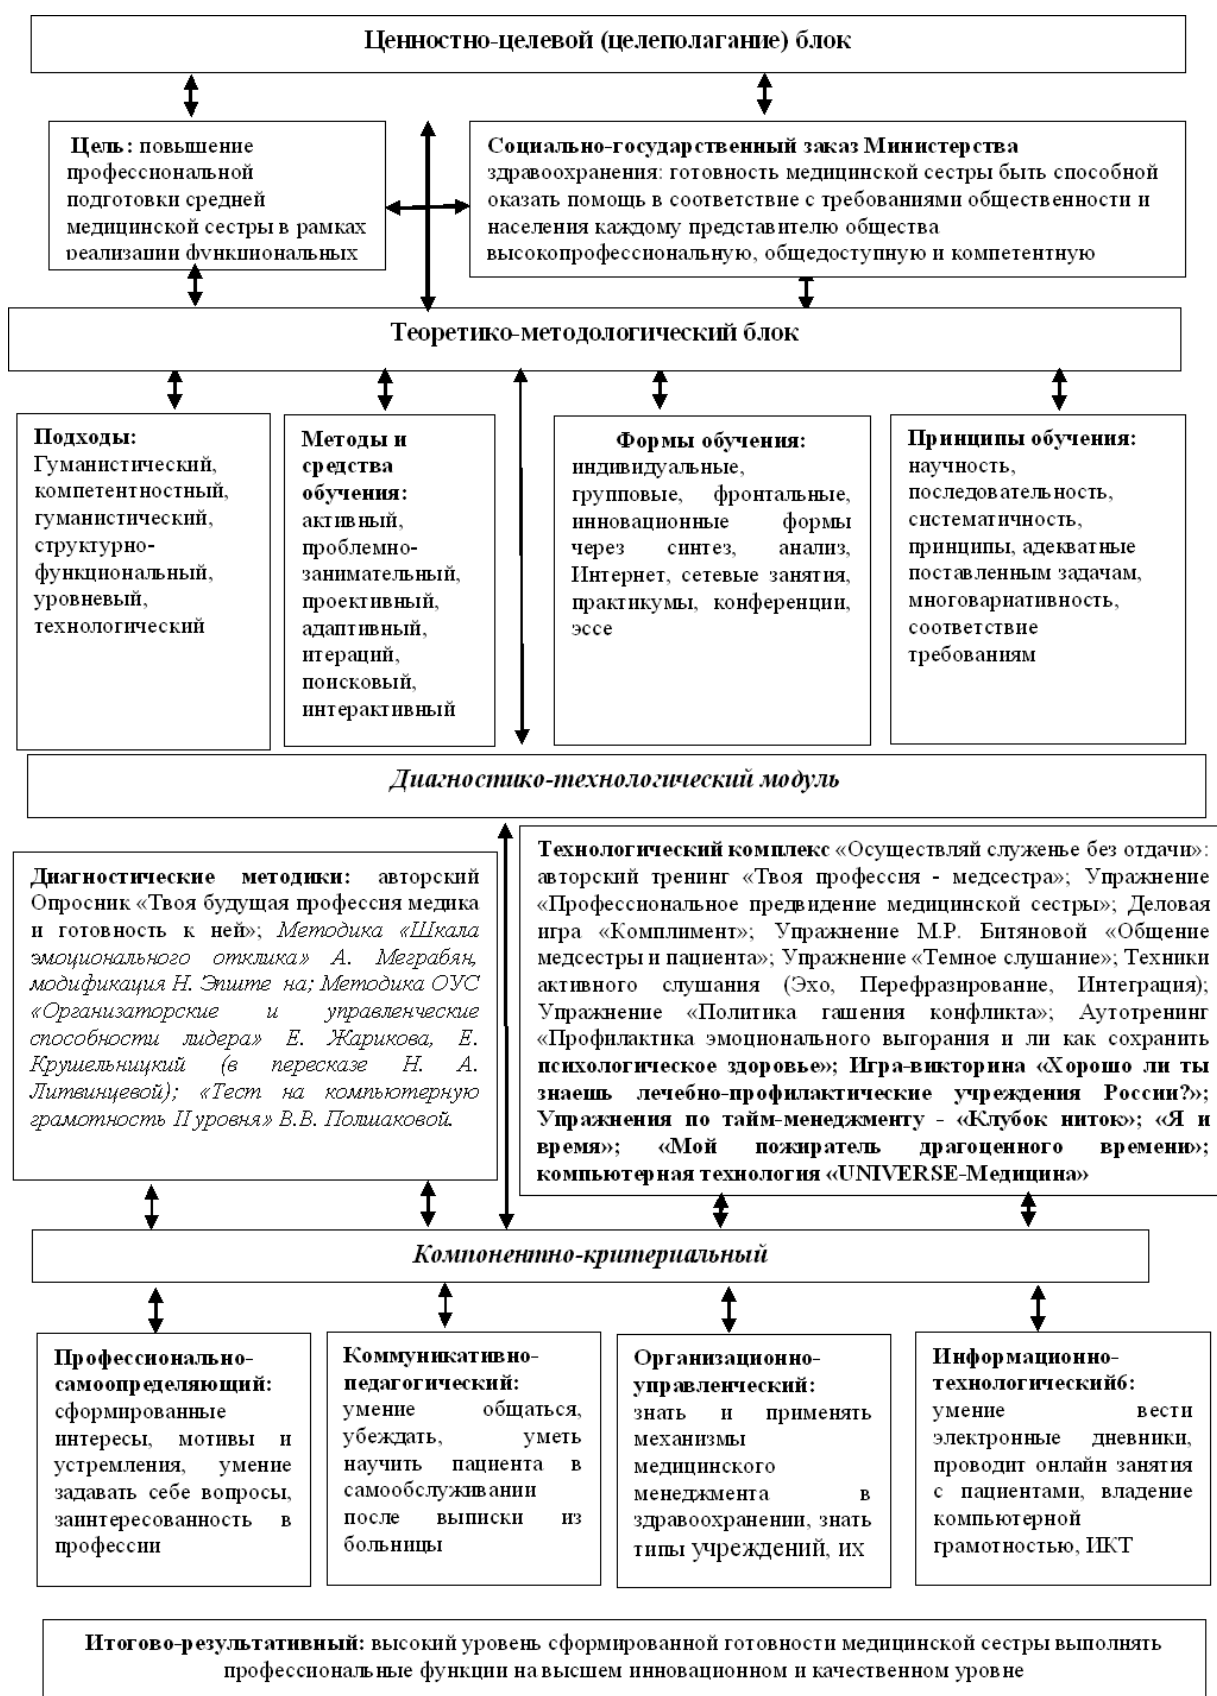 Ценностно-целевой (целеполагание) блок
Цель: повышение
профессиональной
подготовки средней
медицинской сестры в рамках
реализации функциональных
Социально-государственный заказ Министерства
здравоохранения: готовность медицинской сестры быть способной
оказать помощь в соответствие с требованиями общественности и
населения каждому представителю общества
высокопрофессиональную, общедоступную и компетентную
Теоретико-методологический блок
Подходы:
Гуманистический,
компетентностный,
гуманистический,
структурно-
функциональный,
уровневый,
технологический
Методы и
средства
обучения:
активный,
проблемно-
занимательный,
проективный,
адаптивный,
итераций,
поисковый,
интерактивный
Формы обучения:
индивидуальные,
групповые, фронтальные,
инновационные формы
через синтез, анализ,
Интернет, сетевые занятия,
практикумы, конференции,
эссе
Принципы обучения:
научность,
последовательность,
систематичность,
принципы, адекватные
поставленным задачам,
многовариативность,
соответствие
требованиям
Диагностико-технологический модуль
Диагностические методики: авторский
Опросник «Твоя будущая профессия медика
и готовность к ней»; Методика «Шкала
эмоционального отклика» А. Меграбян,
модификация Н. Эпште на; Методика ОУС
«Организаторские и управленческие
способности лидера» Е. Жарикова, Е.
Крушельницкий (в пересказе Н. А.
Литвинцевой); «Тест на компьютерную
грамотность II уровня» В.В. Полшаковой.
Технологический комплекс «Осуществляй служенье без отдачи»:
авторский тренинг «Твоя профессия - медсестра»; Упражнение
«Профессиональное предвидение медицинской сестры»; Деловая
игра «Комплимент»; Упражнение М.Р. Битяновой «Общение
медсестры и пациента»; Упражнение «Темное слушание»; Техники
активного слушания (Эхо, Перефразирование, Интеграция);
Упражнение «Политика гашения конфликта»; Аутотренинг
«Профилактика эмоционального выгорания и ли как сохранить
психологическое здоровье»; Игра-викторина «Хорошо ли ты
знаешь лечебно-профилактические учреждения России?»;
Упражнения по тайм-менеджменту - «Клубок ниток»; «Я и
время»; «Мой пожиратель драгоценного времени»;
компьютерная технология «UNIVERSE-Медицина»
Компонентно-критериальный
Профессионально-
самоопределяющий:
сформированные
интересы, мотивы и
устремления, умение
задавать себе вопросы,
заинтересованность в
профессии
Коммуникативно-
педагогический:
умение общаться,
убеждать, уметь
научить пациента в
самообслуживании
после выписки из
больницы
Организационно-
управленческий:
знать и применять
механизмы
медицинского
менеджмента в
здравоохранении, знать
типы учреждений, их
Информационно-
технологический6:
умение вести
электронные дневники,
проводит онлайн занятия
с пациентами, владение
компьютерной
грамотностью, ИКТ
Итогово-результативный: высокий уровень сформированной готовности медицинской сестры выполнять
профессиональные функции на высшем инновационном и качественном уровне